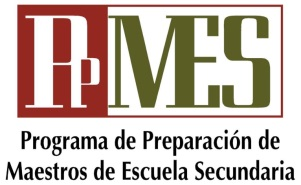 PpMES
Programa de Preparación de
Maestros de Escuela Secundaria